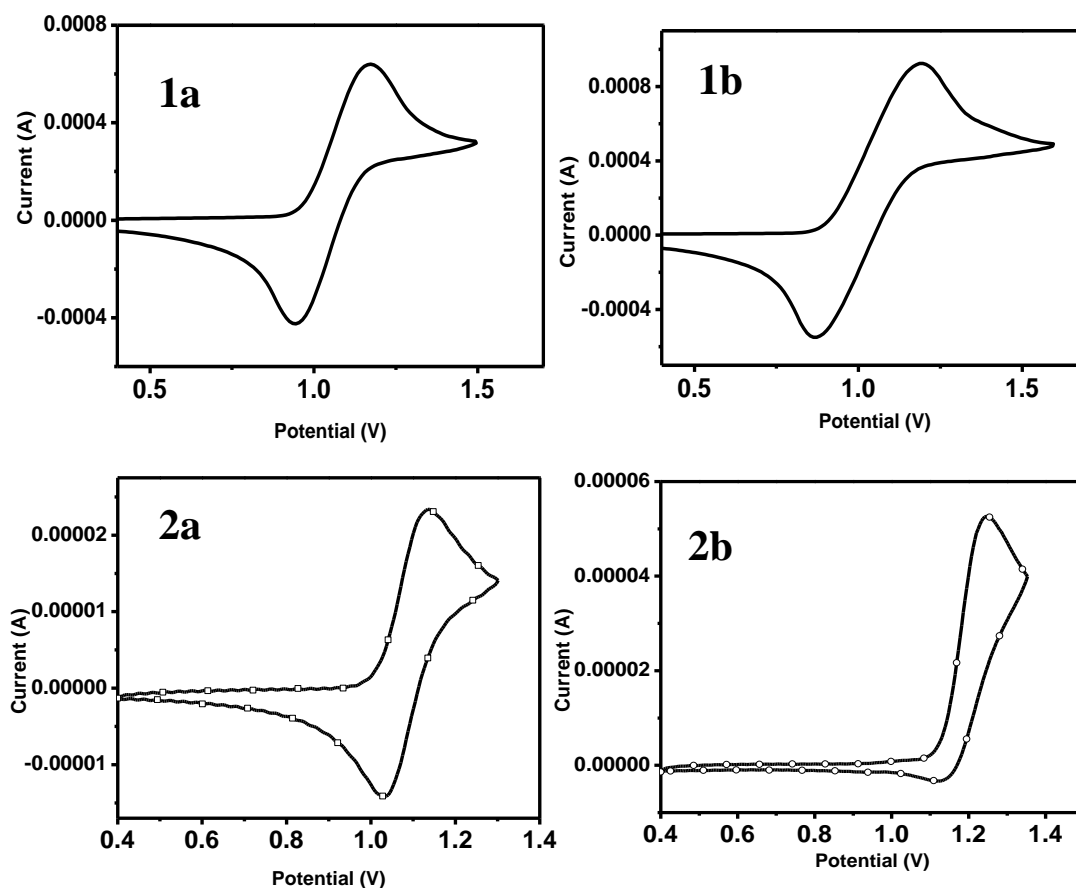 1a
0.0008
0.0004
0.0000
-0.0004
Current (A)
0.5
1.0
1.5
Potential (V)
1b
0.0008
0.0004
0.0000
-0.0004
Current (A)
0.5
1.0
1.5
Potential (V)
2a
0.00002
0.00001
0.00000
-0.00001
Current (A)
0.4
0.6
0.8
1.0
1.2
1.4
Potential (V)
2b
0.00006
0.00004
0.00002
0.00000
Current (A)
0.4
0.6
0.8
1.0
1.2
1.4
Potential (V)